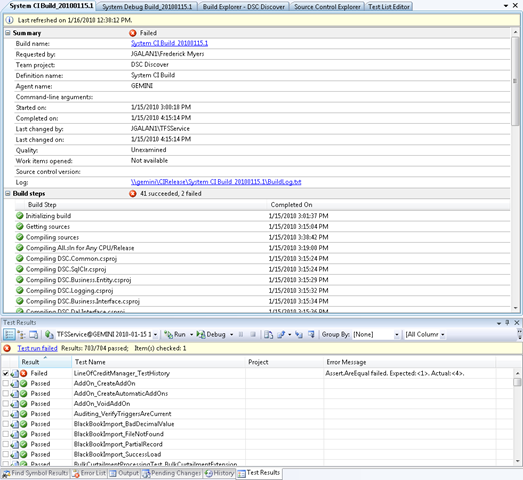 System CI Build_20100115.1 System Debug Build_20100115.1 Build Explorer - DSC Discover Source Control Explorer Test List Editor
Last refreshed on 1/16/2010 12:38:12 PM.
Summary Failed
Build name: System CI Build_20100115.1
Requested by: JGALAN1\Frederick Myers
Team project: DSC Discover
Definition name: System CI Build
Agent name: GEMINI
Command-line arguments:
Started on: 1/15/2010 3:00:18 PM
Completed on: 1/15/2010 4:15:14 PM
Last changed by: JGALAN1\TFSService
Last changed on: 1/15/2010 4:15:14 PM
Quality: Unexamined
Work items opened: Not available
Source control version:
Log: \\gemini\CIRelease\System CI Build_20100115.1\BuildLog.txt
Build steps 41 succeeded, 2 failed
Build Step Completed On
Initializing build 1/15/2010 3:01:37 PM
Getting sources 1/15/2010 3:15:04 PM
Compiling sources 1/15/2010 3:38:42 PM
Compiling All.sln for Any CPU/Release 1/15/2010 3:19:00 PM
Compiling DSC.Common.csproj 1/15/2010 3:15:24 PM
Compiling DSC.SqlClr.csproj 1/15/2010 3:15:24 PM
Compiling DSC.Business.Entity.csproj 1/15/2010 3:15:29 PM
Compiling DSC.Logging.csproj 1/15/2010 3:15:32 PM
Compiling DSC.Business.Interface.csproj 1/15/2010 3:15:34 PM
Compiling DSC.Dal.Interface.csproj 1/15/2010 3:15:36 PM
Test Results
TFSService@GEMINI 2010-01-15 1 Run Debug Group By: [None] [All Column
Test run failed Results: 703/704 passed; Item(s) checked: 1
Result Test Name Project Error Message
Failed LineOfCreditManager_TestHistory Assert.AreEqual failed. Expected:<1>. Actual:<4>.
Passed AddOn_CreateAddOn
Passed AddOn_CreateAutomaticAddOns
Passed AddOn_VoidAddOn
Passed Auditing_VerifyTriggersAreCurrent
Passed BlackBookImport_BadDecimalValue
Passed BlackBookImport_FileNotFound
Passed BlackBookImport_PartialRecord
Passed BlackBookImport_SuccessLoad
Passed BulkCurtailmentProcessingTest_BulkCurtailmentExtension
Find Symbol Results Error List Output Pending Changes History Test Results